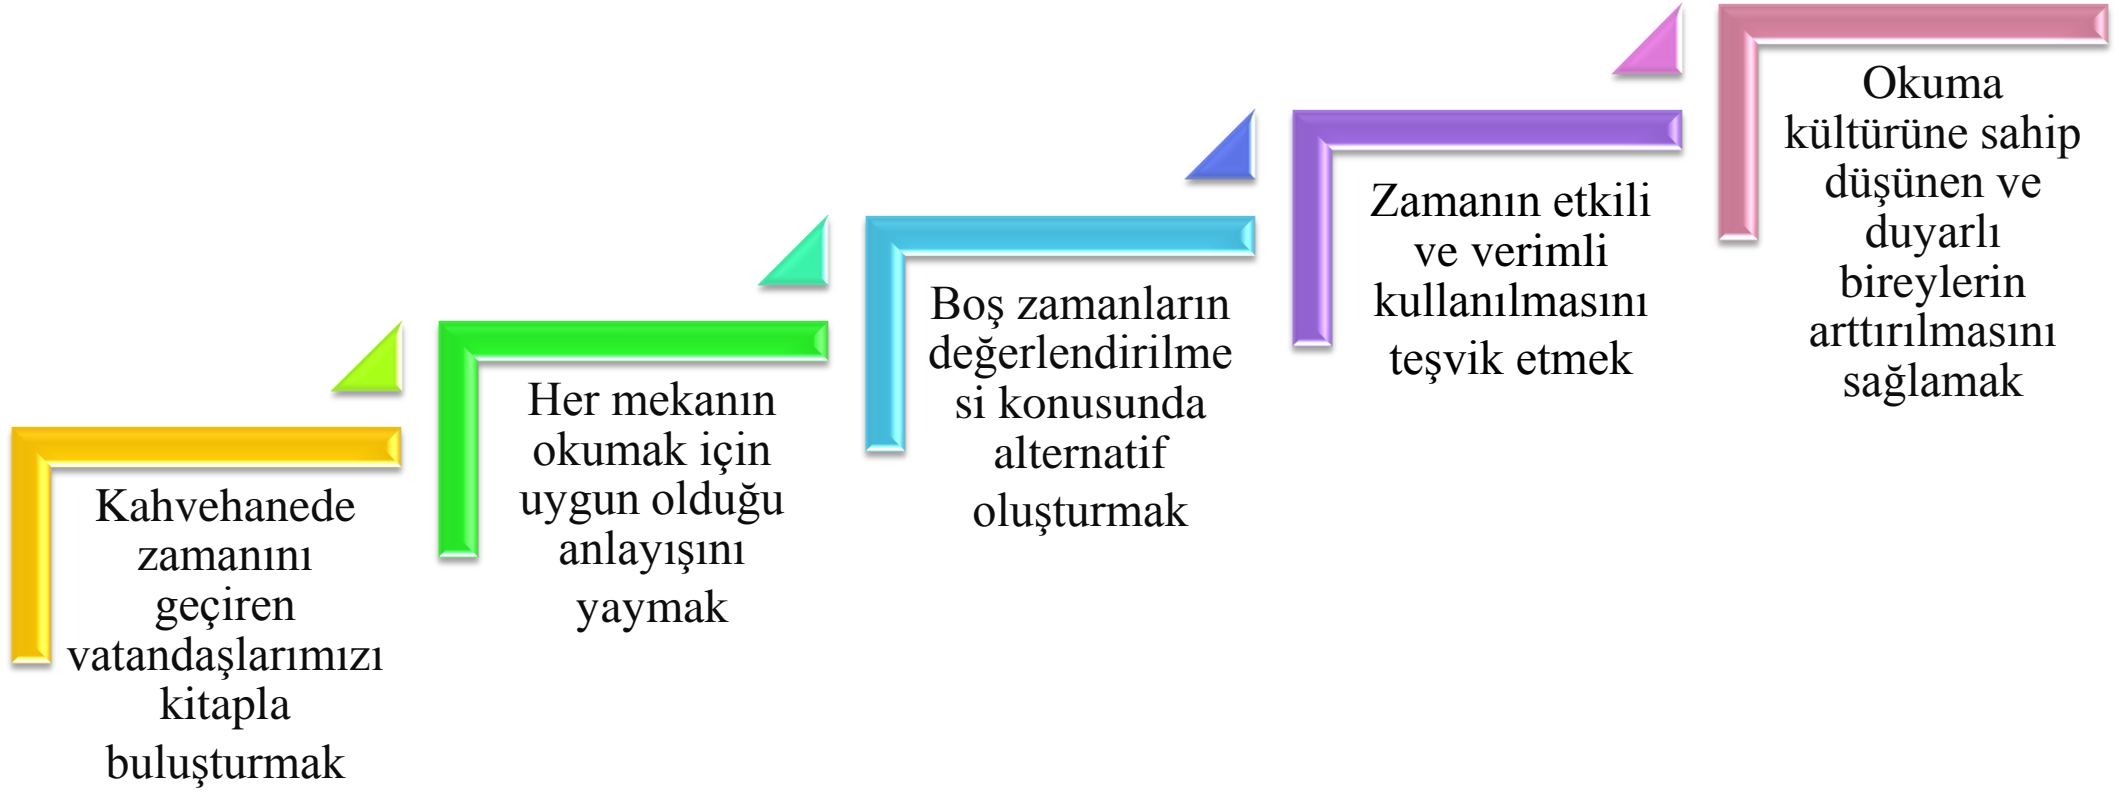 Kahvehanede
zamanını
geçiren
vatandaşlarımızı
kitapla
buluşturmak
Her mekanın
okumak için
uygun olduğu
anlayışını
yaymak
Boş zamanların
değerlendirilme
si konusunda
alternatif
oluşturmak
Zamanın etkili
ve verimli
kullanılmasını
teşvik etmek
Okuma
kültürüne sahip
düşünen ve
duyarlı
bireylerin
arttırılmasını
sağlamak